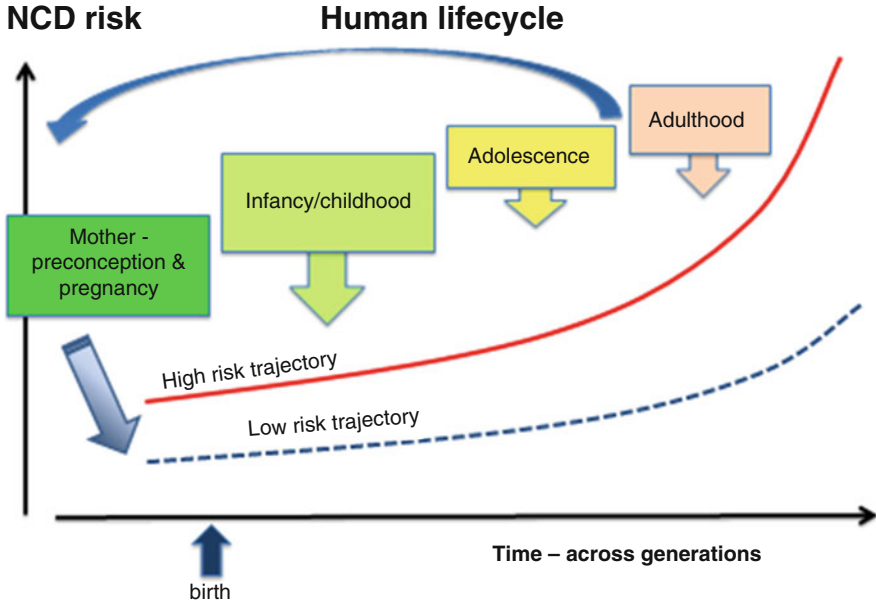 NCD risk
Human lifecycle
Adulthood
Adolescence
Infancy/childhood
Mother -
preconception &
pregnancy
High risk trajectory
Low risk trajectory
Time – across generations
birth